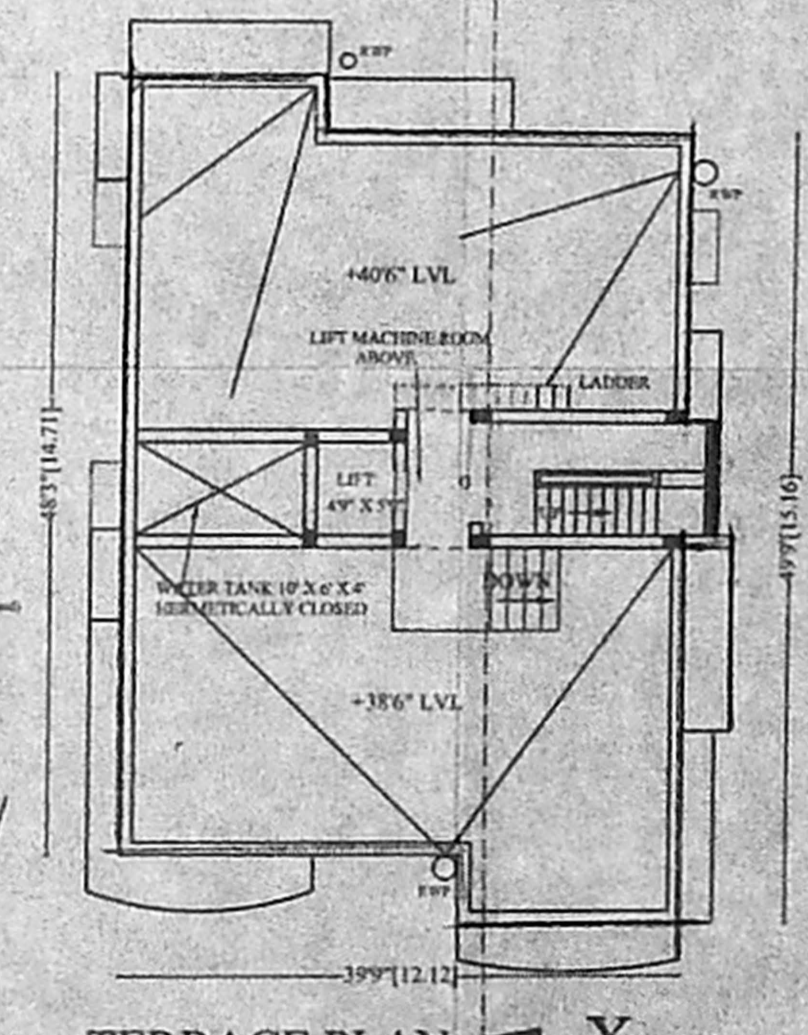 RWP
RWP
+40'6" LVL
LIFT MACHINE ROOM
ABOVE
LADDER
48'3"[14.71]
LIFT
4'9" X
UP
49'9"[15.16]
WATER TANK 10' X 6' X 4'
HERMETICALLY CLOSED
DOWN
+38'6" LVL
RWP
39'9"[12.12]
TERRACE PLAN
X